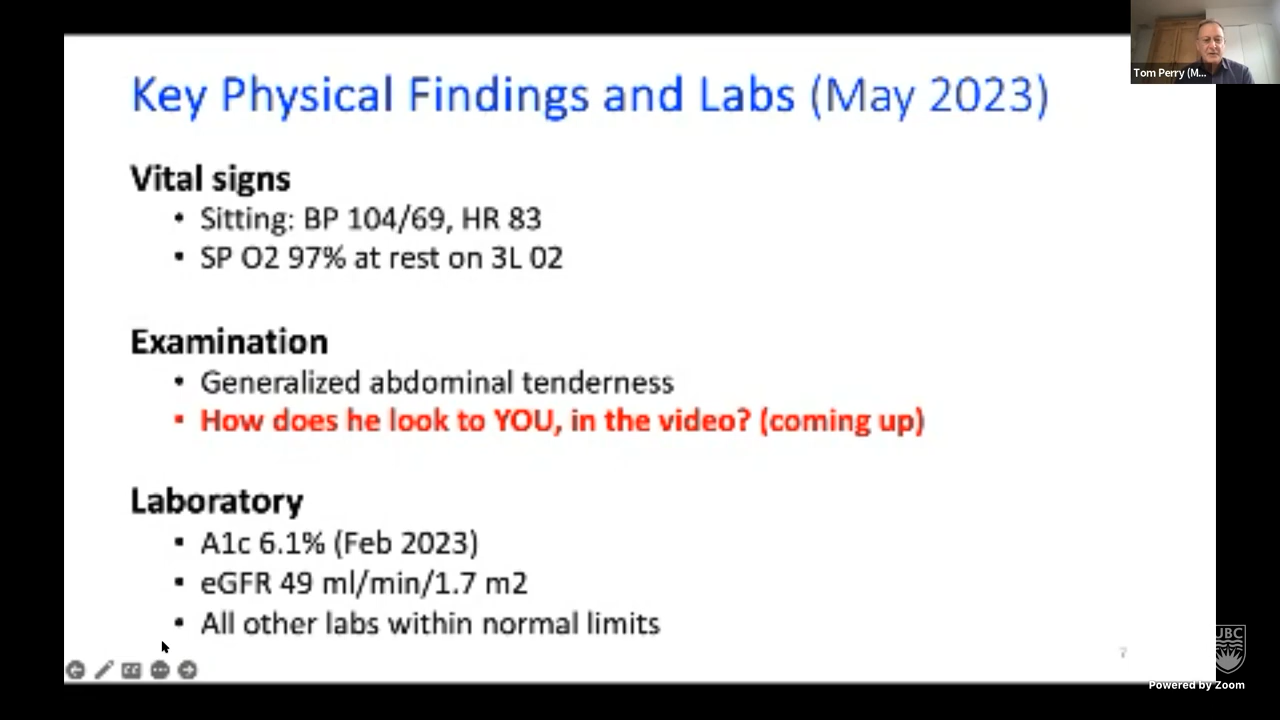 Key Physical Findings and Labs (May 2023)
Tom Perry (M...
Vital signs
• Sitting: BP 104/69, HR 83
• SP O2 97% at rest on 3L 02
Examination
• Generalized abdominal tenderness
▪ How does he look to YOU, in the video? (coming up)
Laboratory
▪ A1c 6.1% (Feb 2023)
▪ eGFR 49 ml/min/1.7 m2
• All other labs within normal limits
7
UBC
Powered by Zoom